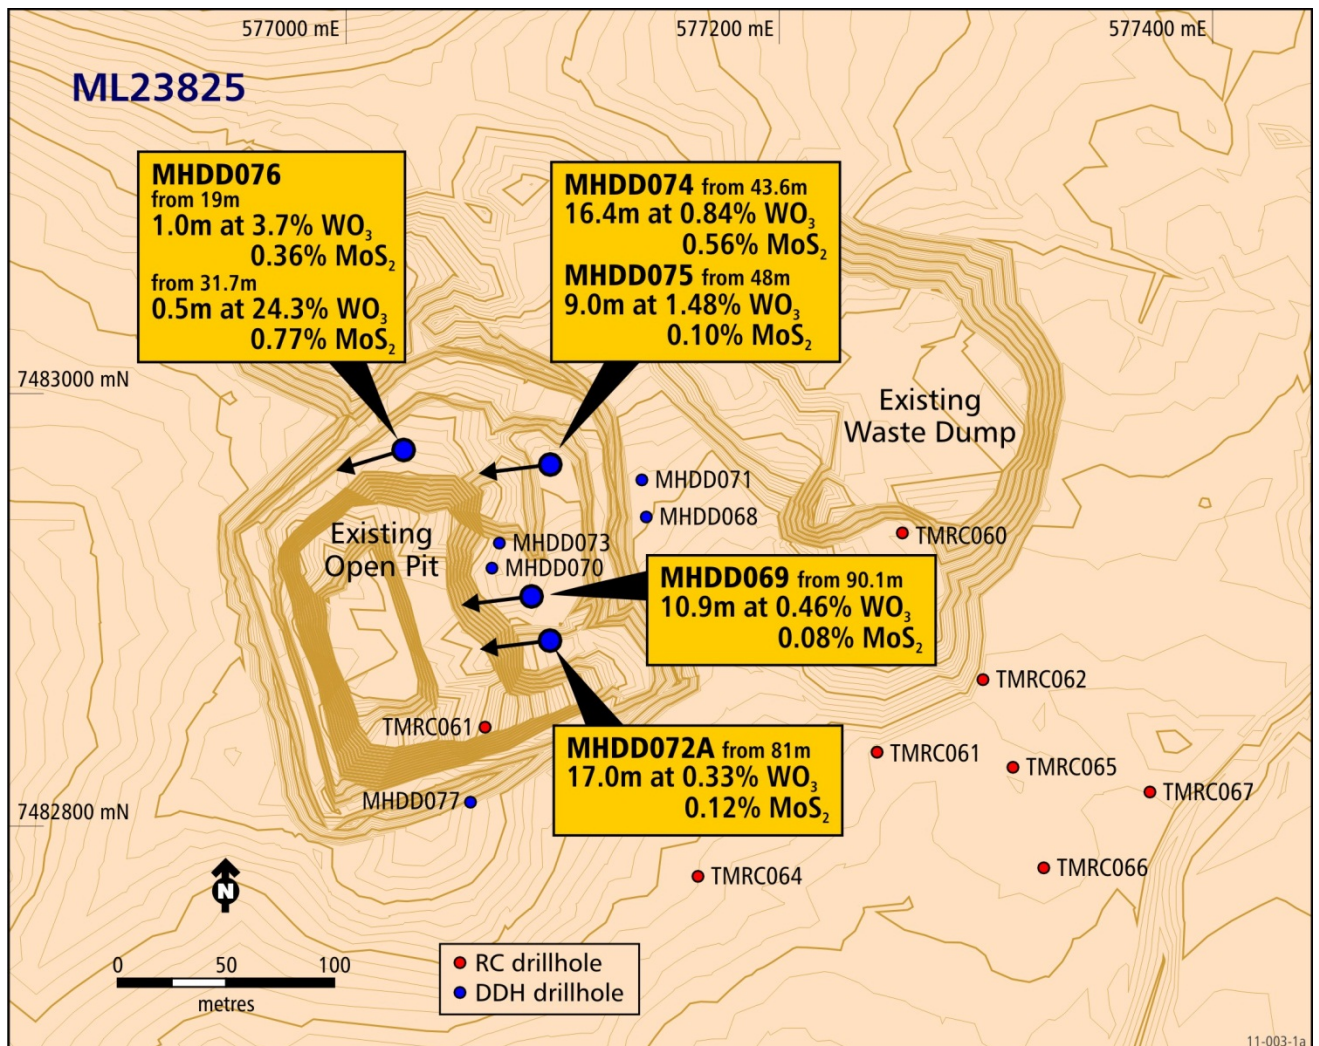 577000 mE
577200 mE
577400 mE
ML23825
MHDD076
from 19m
1.0m at 3.7% WO₃
0.36% MoS₂
from 31.7m
0.5m at 24.3% WO₃
0.77% MoS₂
MHDD074 from 43.6m
16.4m at 0.84% WO₃
0.56% MoS₂
MHDD075 from 48m
9.0m at 1.48% WO₃
0.10% MoS₂
7483000 mN
Existing
Waste Dump
MHDD071
MHDD068
TMRC060
Existing
Open Pit
MHDD073
MHDD070
MHDD069 from 90.1m
10.9m at 0.46% WO₃
0.08% MoS₂
TMRC062
TMRC061
MHDD072A from 81m
17.0m at 0.33% WO₃
0.12% MoS₂
TMRC061
TMRC065
TMRC067
MHDD077
7482800 mN
TMRC064
TMRC066
N
0 50 100
metres
RC drillhole
DDH drillhole
11-003-1a